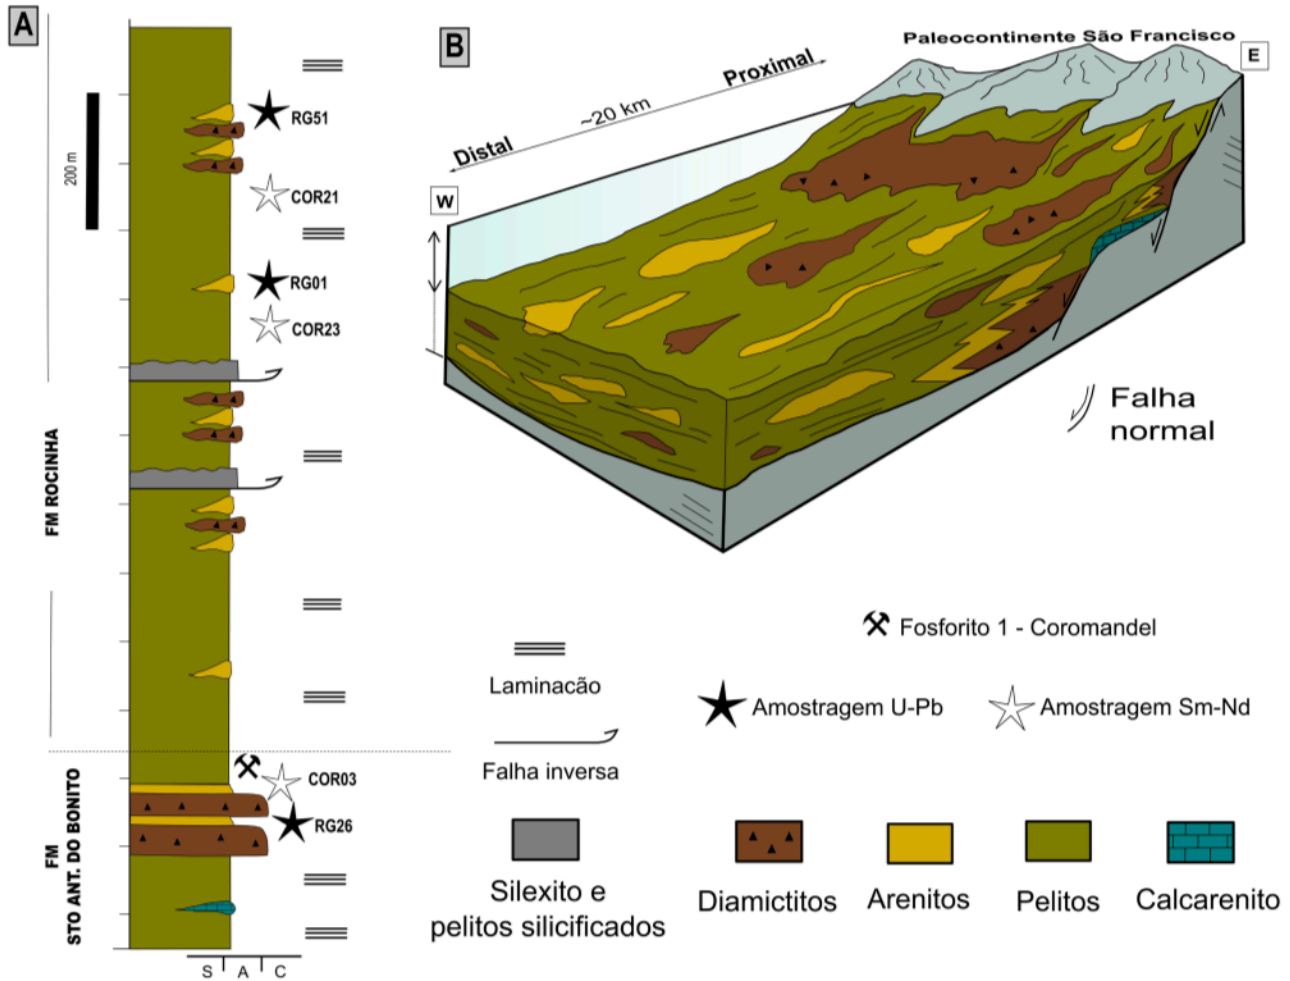 A
200 m
RG51
COR21
RG01
COR23
FM ROCINHA
COR03
RG26
FM
STO ANT. DO BONITO
S A C
B
Paleocontinente São Francisco
E
Proximal
~20 km
Distal
W
Falha
normal
Fosforito 1 - Coromandel
Laminacão
Amostragem U-Pb
Amostragem Sm-Nd
Falha inversa
Silexito e
pelitos silicificados
Diamictitos
Arenitos
Pelitos
Calcarenito